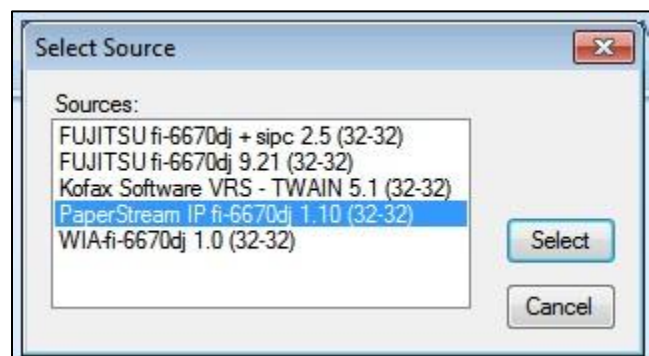 Select Source
Sources:
FUJITSU fi-6670dj + sipc 2.5 (32-32)
FUJITSU fi-6670dj 9.21 (32-32)
Kofax Software VRS - TWAIN 5.1 (32-32)
PaperStream IP fi-6670dj 1.10 (32-32)
WIA-fi-6670dj 1.0 (32-32)
Select
Cancel